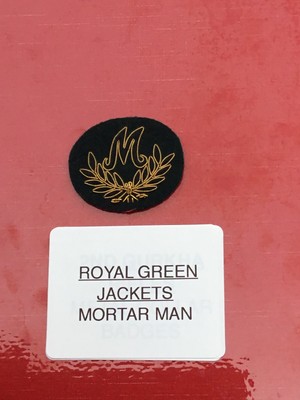 M
ROYAL GREEN
JACKETS
MORTAR MAN